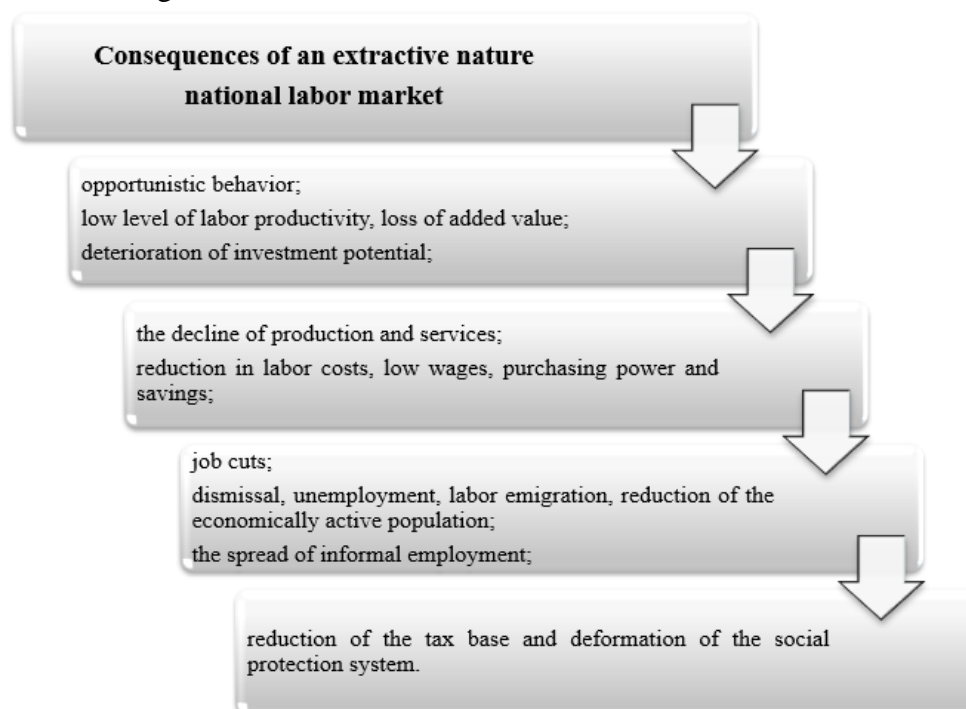 Consequences of an extractive nature
national labor market
opportunistic behavior;
low level of labor productivity, loss of added value;
deterioration of investment potential;
the decline of production and services;
reduction in labor costs, low wages, purchasing power and
savings;
job cuts;
dismissal, unemployment, labor emigration, reduction of the
economically active population;
the spread of informal employment;
reduction of the tax base and deformation of the social
protection system.